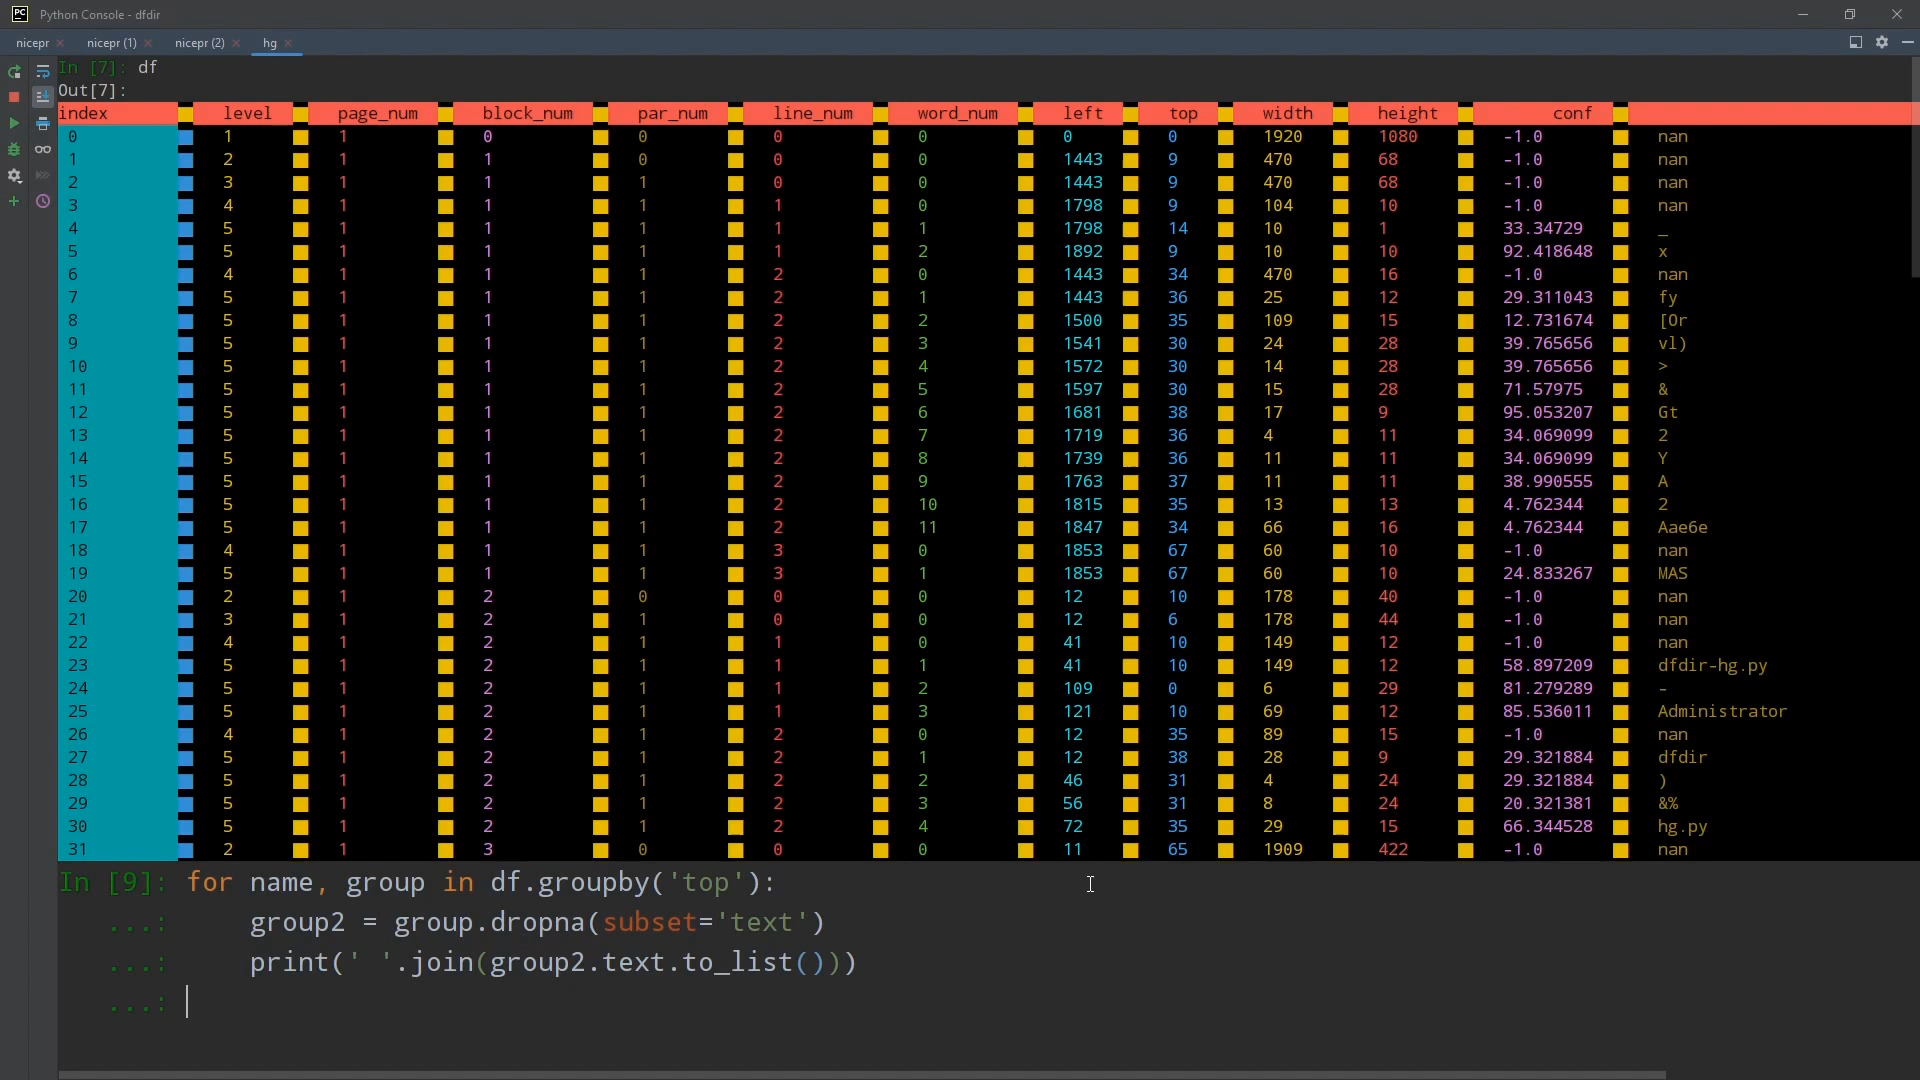 Python Console - dfdir
nicepr nicepr (1) nicepr (2) hg
In [7]: df
Out[7]:
index level page_num block_num par_num line_num word_num left top width height conf
0 1 1 0 0 0 0 0 0 1920 1080 -1.0 nan
1 2 1 1 0 0 0 1443 9 470 68 -1.0 nan
2 3 1 1 1 0 0 1443 9 470 68 -1.0 nan
3 4 1 1 1 1 0 1798 9 104 10 -1.0 nan
4 5 1 1 1 1 1 1798 14 10 1 33.34729 _
5 5 1 1 1 1 2 1892 9 10 10 92.418648 x
6 4 1 1 1 2 0 1443 34 470 16 -1.0 nan
7 5 1 1 1 2 1 1443 36 25 12 29.311043 fy
8 5 1 1 1 2 2 1500 35 109 15 12.731674 [Or
9 5 1 1 1 2 3 1541 30 24 28 39.765656 vl)
10 5 1 1 1 2 4 1572 30 14 28 39.765656 >
11 5 1 1 1 2 5 1597 30 15 28 71.57975 &
12 5 1 1 1 2 6 1681 38 17 9 95.053207 Gt
13 5 1 1 1 2 7 1719 36 4 11 34.069099 2
14 5 1 1 1 2 8 1739 36 11 11 34.069099 Y
15 5 1 1 1 2 9 1763 37 11 11 38.990555 A
16 5 1 1 1 2 10 1815 35 13 13 4.762344 2
17 5 1 1 1 2 11 1847 34 66 16 4.762344 Aae6e
18 4 1 1 1 3 0 1853 67 60 10 -1.0 nan
19 5 1 1 1 3 1 1853 67 60 10 24.833267 MAS
20 2 1 2 0 0 0 12 10 178 40 -1.0 nan
21 3 1 2 1 0 0 12 6 178 44 -1.0 nan
22 4 1 2 1 1 0 41 10 149 12 -1.0 nan
23 5 1 2 1 1 1 41 10 149 12 58.897209 dfdir-hg.py
24 5 1 2 1 1 2 109 0 6 29 81.279289 -
25 5 1 2 1 1 3 121 10 69 12 85.536011 Administrator
26 4 1 2 1 2 0 12 35 89 15 -1.0 nan
27 5 1 2 1 2 1 12 38 28 9 29.321884 dfdir
28 5 1 2 1 2 2 46 31 4 24 29.321884 )
29 5 1 2 1 2 3 56 31 8 24 20.321381 &%
30 5 1 2 1 2 4 72 35 29 15 66.344528 hg.py
31 2 1 3 0 0 0 11 65 1909 422 -1.0 nan
In [9]: for name, group in df.groupby('top'):
...: group2 = group.dropna(subset='text')
...: print(' '.join(group2.text.to_list()))
...: